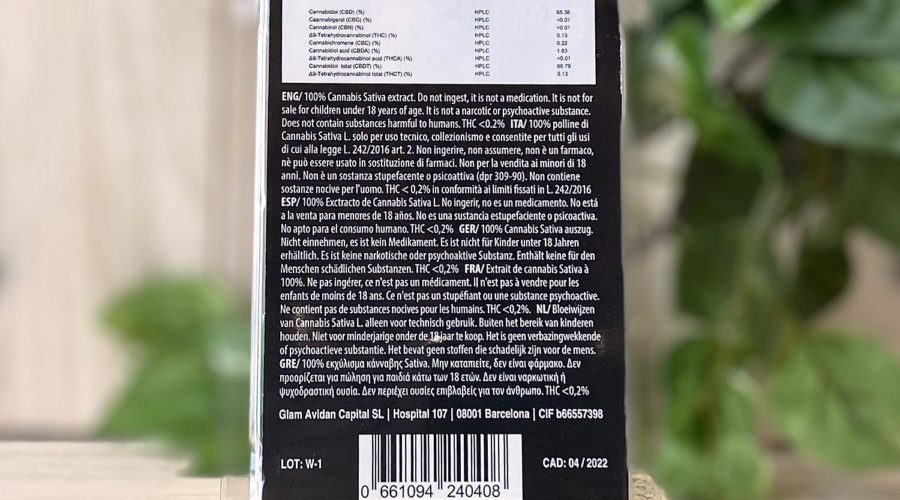 Cannabidiol (CBD) (%) HPLC 65.36
Caannabigerol (CBG) (%) HPLC <0.01
Cannabinol (CBN) (%) HPLC <0.01
Δ9-Tetrahydrocannabinol (THC) (%) HPLC 0.13
Cannabichromene (CBC) (%) HPLC 0.22
Cannabidiol acid (CBDA) (%) HPLC 1.63
Δ9-Tetrahydrocannabinol acid (THCA) (%) HPLC <0.01
Cannabidiol total (CBDT) (%) HPLC 66.79
Δ9-Tetrahydrocannabinol total (THCT) (%) HPLC 0.13
ENG/ 100% Cannabis Sativa extract. Do not ingest, it is not a medication. It is not for
sale for children under 18 years of age. It is not a narcotic or psychoactive substance.
Does not contain substances harmful to humans. THC <0.2% ITA/ 100% polline di
Cannabis Sativa L. solo per uso tecnico, collezionismo e consentite per tutti gli usi
di cui alla legge L. 242/2016 art. 2. Non ingerire, non assumere, non è un farmaco,
nè può essere usato in sostituzione di farmaci. Non per la vendita ai minori di 18
anni. Non è un sostanza stupefacente o psicoattiva (dpr 309-90). Non contiene
sostanze nocive per l'uomo. THC < 0,2% in conformità ai limiti fissati in L. 242/2016
ESP/ 100% Exctracto de Cannabis Sativa L. No ingerir, no es un medicamento. No está
a la venta para menores de 18 años. No es una sustancia estupefaciente o psicoactiva.
No apto para el consumo humano. THC <0,2% GER/ 100% Cannabis Sativa auszug.
Nicht einnehmen, es ist kein Medikament. Es ist nicht für Kinder unter 18 Jahren
erhältlich. Es ist keine narkotische oder psychoaktive Substanz. Enthält keine für den
Menschen schädlichen Substanzen. THC <0,2% FRA/ Extrait de cannabis Sativa à
100%. Ne pas ingérer, ce n'est pas un médicament. Il n'est pas à vendre pour les
enfants de moins de 18 ans. Ce n'est pas un stupéfiant ou une substance psychoactive.
Ne contient pas de substances nocives pour les humains. THC <0,2%. NL/ Bloeiwijzen
van Cannabis Sativa L. alleen voor technisch gebruik. Buiten het bereik van kinderen
houden. Niet voor minderjarige onder de 18 jaar te koop. Het is geen verbazingwekkende
of psychoactieve substantie. Het bevat geen stoffen die schadelijk zijn voor de mens.
GRE/ 100% εκχύλισμα κάνναβης Sativa. Μην καταπιείτε, δεν είναι φάρμακο. Δεν
προορίζεται για πώληση για παιδιά κάτω των 18 ετών. Δεν είναι ναρκωτική ή
ψυχοδραστική ουσία. Δεν περιέχει ουσίες επιβλαβείς για τον άνθρωπο. THC <0,2%
Glam Avidan Capital SL | Hospital 107 | 08001 Barcelona | CIF b66557398
LOT: W-1 CAD: 04 / 2022
0 661094 240408